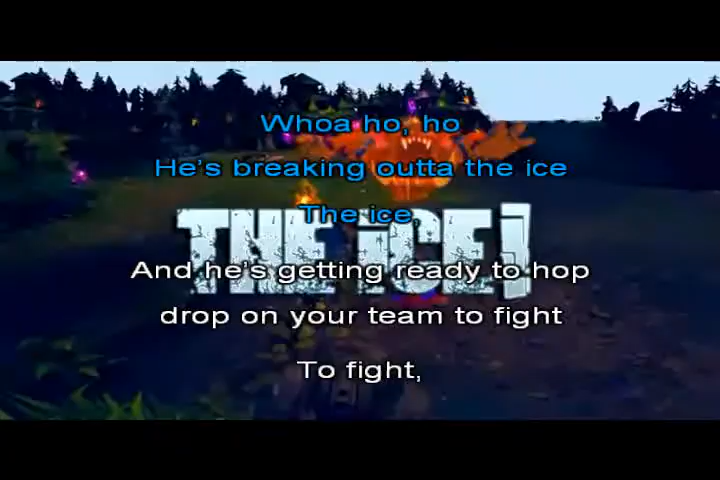 Whoa ho, ho
He's breaking outta the ice
The ice,
THE iCE!
And he's getting ready to hop
drop on your team to fight
To fight,